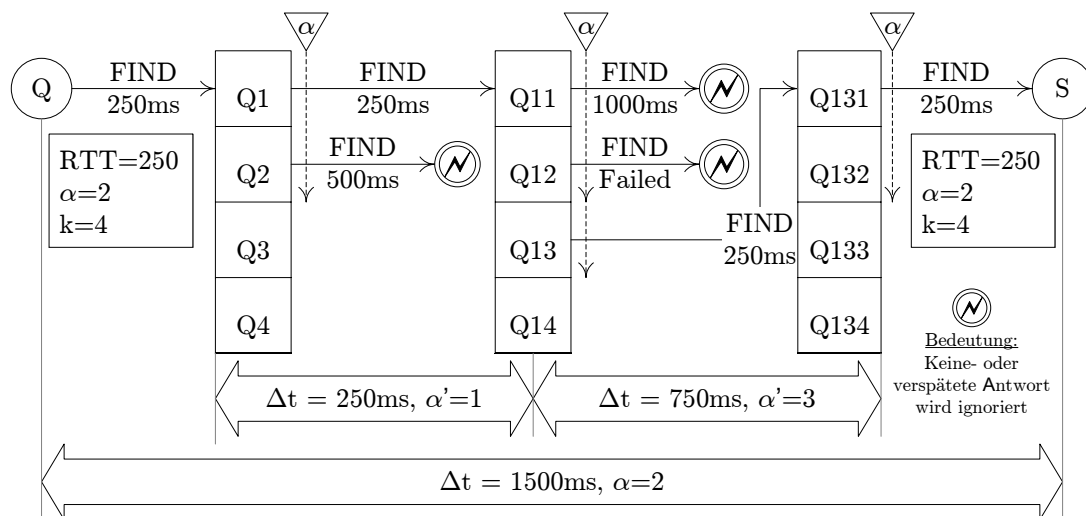 α
α
α
Q
FIND
250ms
Q1
FIND
250ms
Q11
FIND
1000ms
Q131
FIND
250ms
S
RTT=250
α=2
k=4
Q2
FIND
500ms
Q12
FIND
Failed
Q132
RTT=250
α=2
k=4
Q3
Q13
FIND
250ms
Q133
Q4
Q14
Q134
Bedeutung:
Keine- oder
verspätete Antwort
wird ignoriert
Δt = 250ms, α'=1
Δt = 750ms, α'=3
Δt = 1500ms, α=2